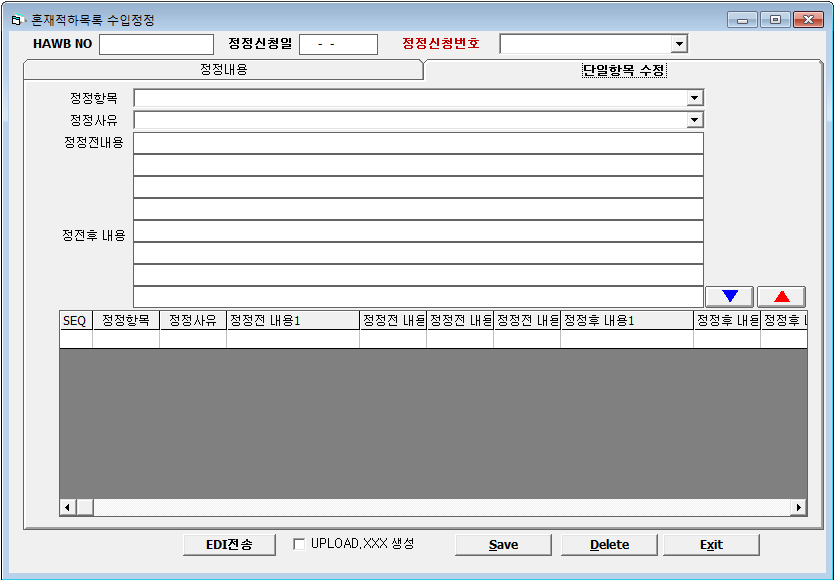 혼재적하목록 수입정정
HAWB NO 정정신청일 - - 정정신청번호
정정내용 단일항목 수정
정정항목
정정사유
정정전내용
정전후 내용
SEQ 정정항목 정정사유 정정전 내용1 정정전 내용 정정전 내용 정정전 내용 정정후 내용1 정정후 내용 정정후 내
EDI전송 UPLOAD.XXX 생성 Save Delete Exit